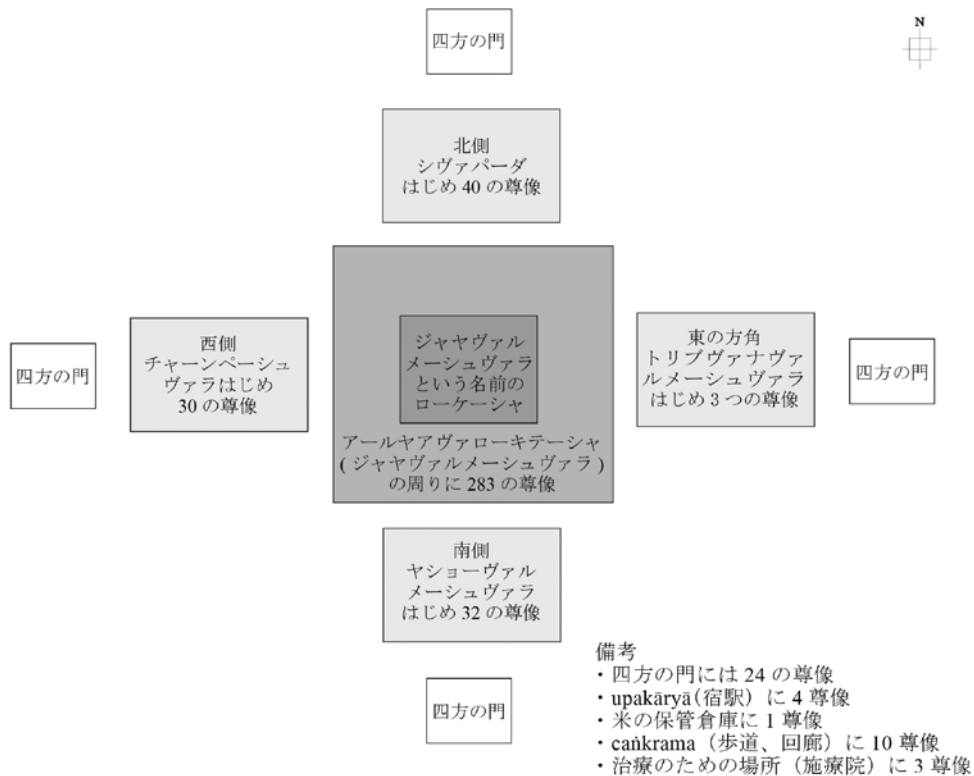 四方の門
N
北側
シヴァパーダ
はじめ 40 の尊像
四方の門
西側
チャーンペーシュ
ヴァラはじめ
30 の尊像
ジャヤヴァル
メーシュヴァラ
という名前の
ローケーシャ
アールヤアヴァローキテーシャ
( ジャヤヴァルメーシュヴァラ )
の周りに 283 の尊像
東の方角
トリブヴァナヴァ
ルメーシュヴァラ
はじめ 3 つの尊像
四方の門
南側
ヤショーヴァル
メーシュヴァラ
はじめ 32 の尊像
四方の門
備考
・四方の門には 24 の尊像
・upakāryā（宿駅）に 4 尊像
・米の保管倉庫に 1 尊像
・caṅkrama（歩道、回廊）に 10 尊像
・治療のための場所（施療院）に 3 尊像